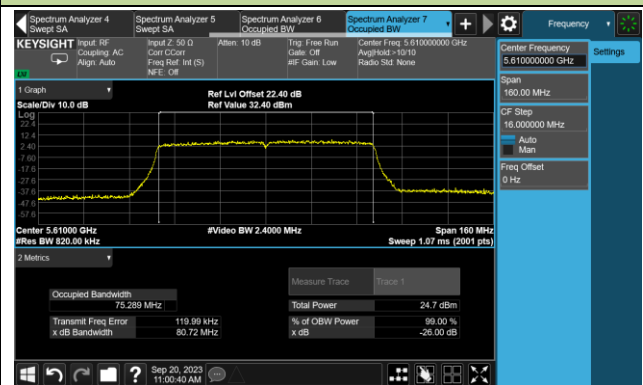 Spectrum Analyzer 4
Swept SA
Spectrum Analyzer 5
Swept SA
Spectrum Analyzer 6
Occupied BW
Spectrum Analyzer 7
Occupied BW
Frequency
KEYSIGHT
Input: RF
Coupling: AC
Align: Auto
Input Z: 50 Ω
Corr CCorr
Freq Ref: Int (S)
NFE: Off
Atten: 10 dB
Trig: Free Run
Gate: Off
#IF Gain: Low
Center Freq: 5.610000000 GHz
Avg|Hold:>10/10
Radio Std: None
Center Frequency
5.610000000 GHz
Settings
Span
160.00 MHz
CF Step
16.000000 MHz
Auto
Man
Freq Offset
0 Hz
1 Graph
Scale/Div 10.0 dB
Ref Lvl Offset 22.40 dB
Ref Value 32.40 dBm
Log
22.4
12.4
2.40
-7.60
-17.6
-27.6
-37.6
-47.6
-57.6
Center 5.61000 GHz
#Res BW 820.00 kHz
#Video BW 2.4000 MHz
Span 160 MHz
Sweep 1.07 ms (2001 pts)
2 Metrics
Measure Trace
Trace 1
Occupied Bandwidth
75.289 MHz
Total Power
24.7 dBm
Transmit Freq Error
119.99 kHz
% of OBW Power
99.00 %
x dB Bandwidth
80.72 MHz
x dB
-26.00 dB
Sep 20, 2023
11:00:40 AM